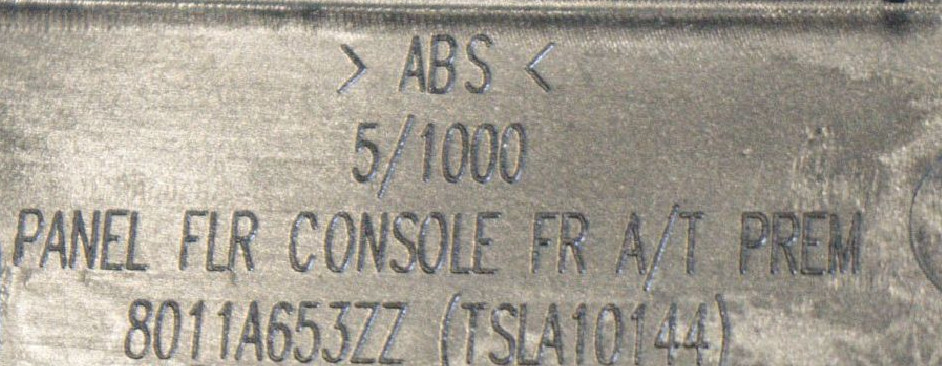 > ABS <
5/1000
PANEL FLR CONSOLE FR A/T PREM
8011A653ZZ (TSLA10144)